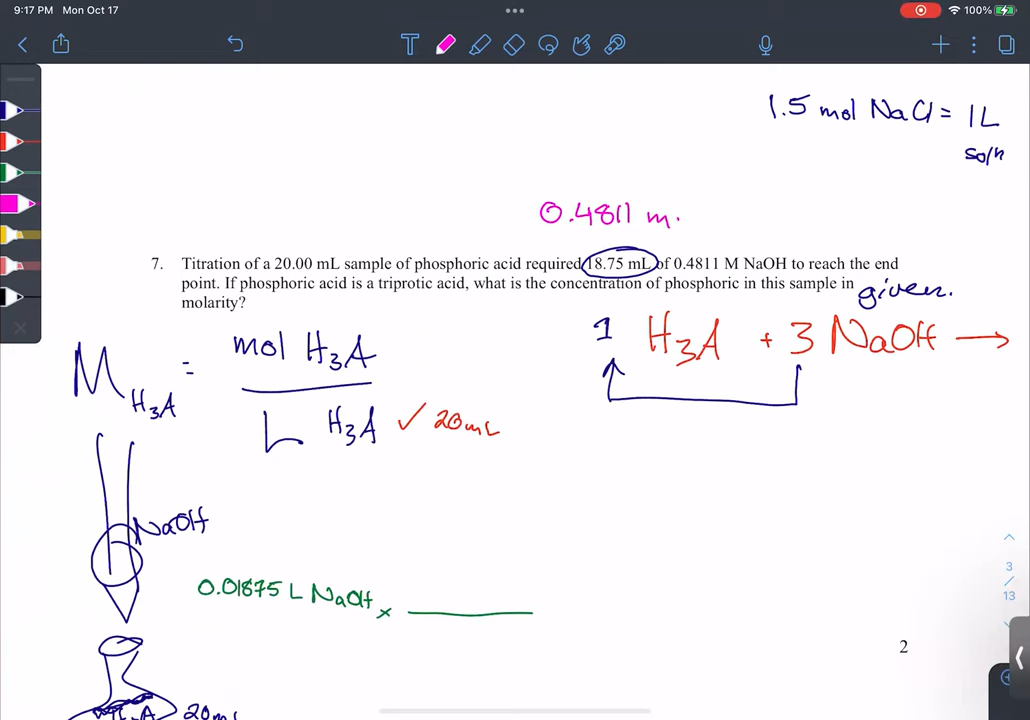 9:17 PM Mon Oct 17
100%
T
1.5 mol NaCl = 1L
soln
0.4811 m.
7. Titration of a 20.00 mL sample of phosphoric acid required 18.75 mL of 0.4811 M NaOH to reach the end
point. If phosphoric acid is a triprotic acid, what is the concentration of phosphoric in this sample in
molarity?
given.
1 H3A + 3 NaOH →
M H3A = mol H3A
L H3A ✓ 20mL
NaOH
0.01875 L NaOH x
3
/
13
2
20mL